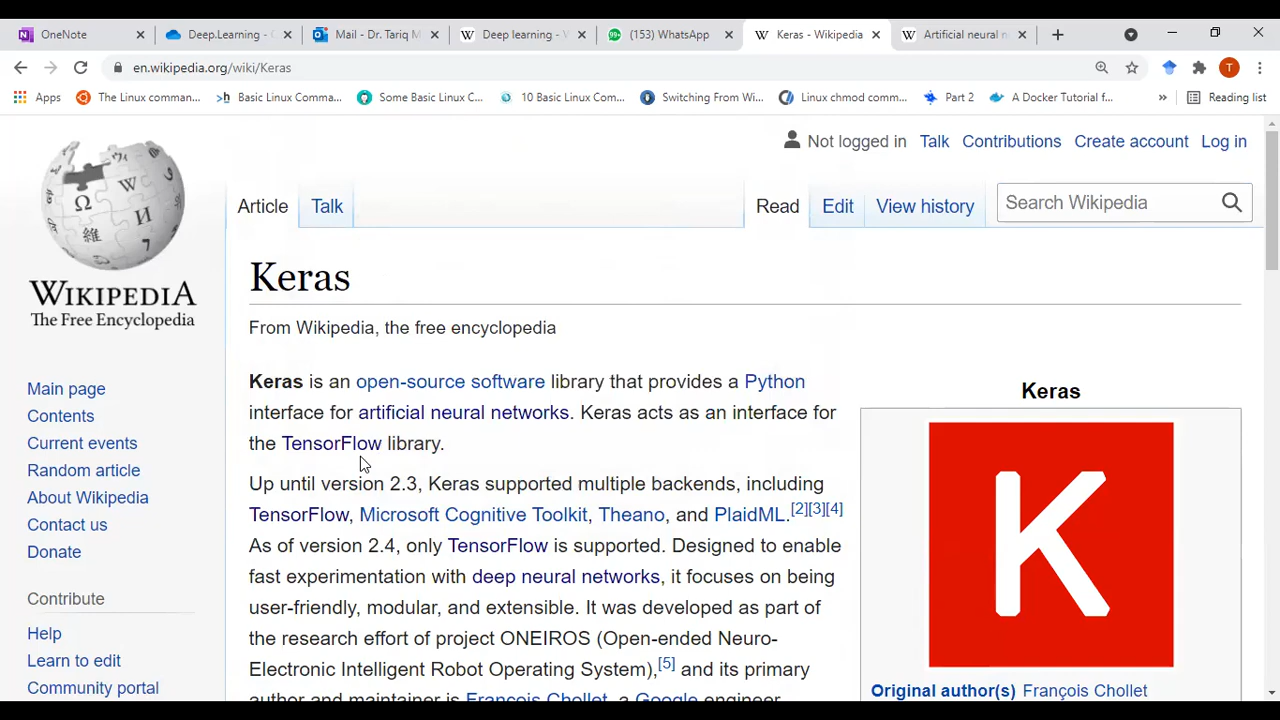 OneNote
Deep.Learning - 
Mail - Dr. Tariq M
Deep learning - V
(153) WhatsApp
Keras - Wikipedia
Artificial neural n
en.wikipedia.org/wiki/Keras
T
Apps
The Linux comman...
Basic Linux Comma...
Some Basic Linux C...
10 Basic Linux Com...
Switching From Wi...
Linux chmod comm...
Part 2
A Docker Tutorial f...
»
Reading list
Not logged in Talk Contributions Create account Log in
WIKIPEDIA
The Free Encyclopedia
Article Talk Read Edit View history Search Wikipedia
Main page
Contents
Current events
Random article
About Wikipedia
Contact us
Donate
Contribute
Help
Learn to edit
Community portal
Keras
From Wikipedia, the free encyclopedia
Keras is an open-source software library that provides a Python
interface for artificial neural networks. Keras acts as an interface for
the TensorFlow library.
Up until version 2.3, Keras supported multiple backends, including
TensorFlow, Microsoft Cognitive Toolkit, Theano, and PlaidML.[2][3][4]
As of version 2.4, only TensorFlow is supported. Designed to enable
fast experimentation with deep neural networks, it focuses on being
user-friendly, modular, and extensible. It was developed as part of
the research effort of project ONEIROS (Open-ended Neuro-
Electronic Intelligent Robot Operating System),[5] and its primary
author and maintainer is François Chollet, a Google engineer
Keras
K
Original author(s) François Chollet